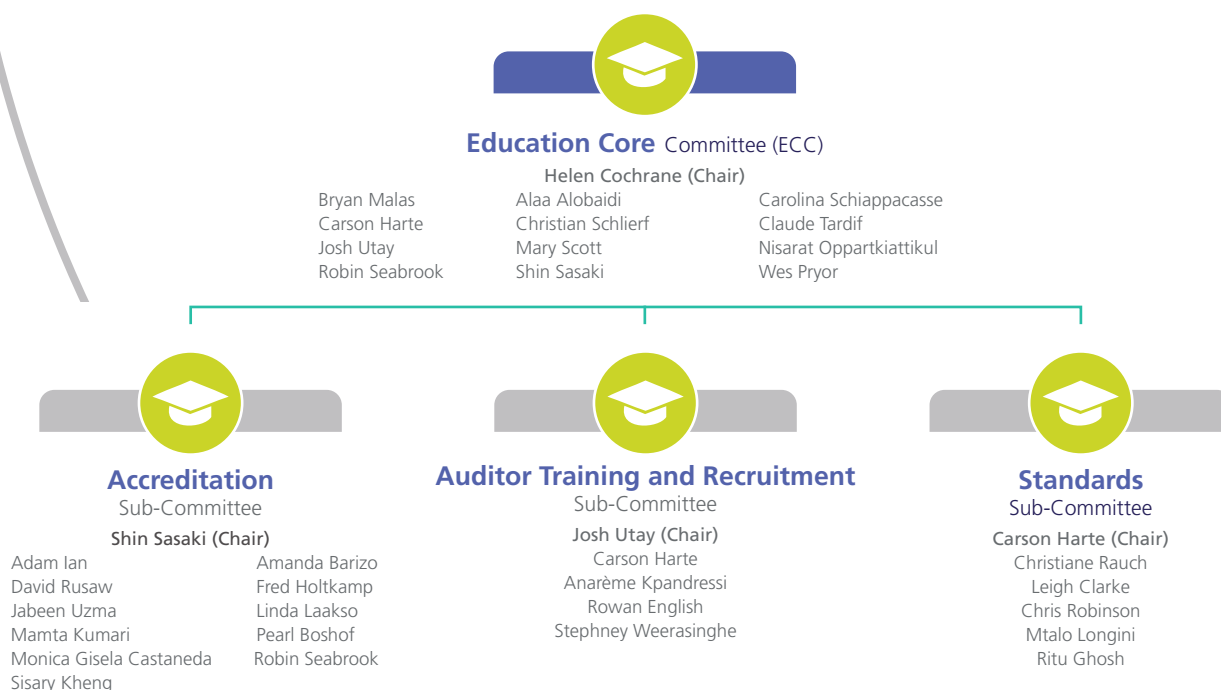 Education Core Committee (ECC)
Helen Cochrane (Chair)
Bryan Malas
Carson Harte
Josh Utay
Robin Seabrook
Alaa Alobaidi
Christian Schlierf
Mary Scott
Shin Sasaki
Carolina Schiappacasse
Claude Tardif
Nisarat Oppartkiattikul
Wes Pryor
Accreditation
Sub-Committee
Shin Sasaki (Chair)
Adam Ian
David Rusaw
Jabeen Uzma
Mamta Kumari
Monica Gisela Castaneda
Sisary Kheng
Amanda Barizo
Fred Holtkamp
Linda Laakso
Pearl Boshof
Robin Seabrook
Auditor Training and Recruitment
Sub-Committee
Josh Utay (Chair)
Carson Harte
Anarème Kpandressi
Rowan English
Stephney Weerasinghe
Standards
Sub-Committee
Carson Harte (Chair)
Christiane Rauch
Leigh Clarke
Chris Robinson
Mtalo Longini
Ritu Ghosh